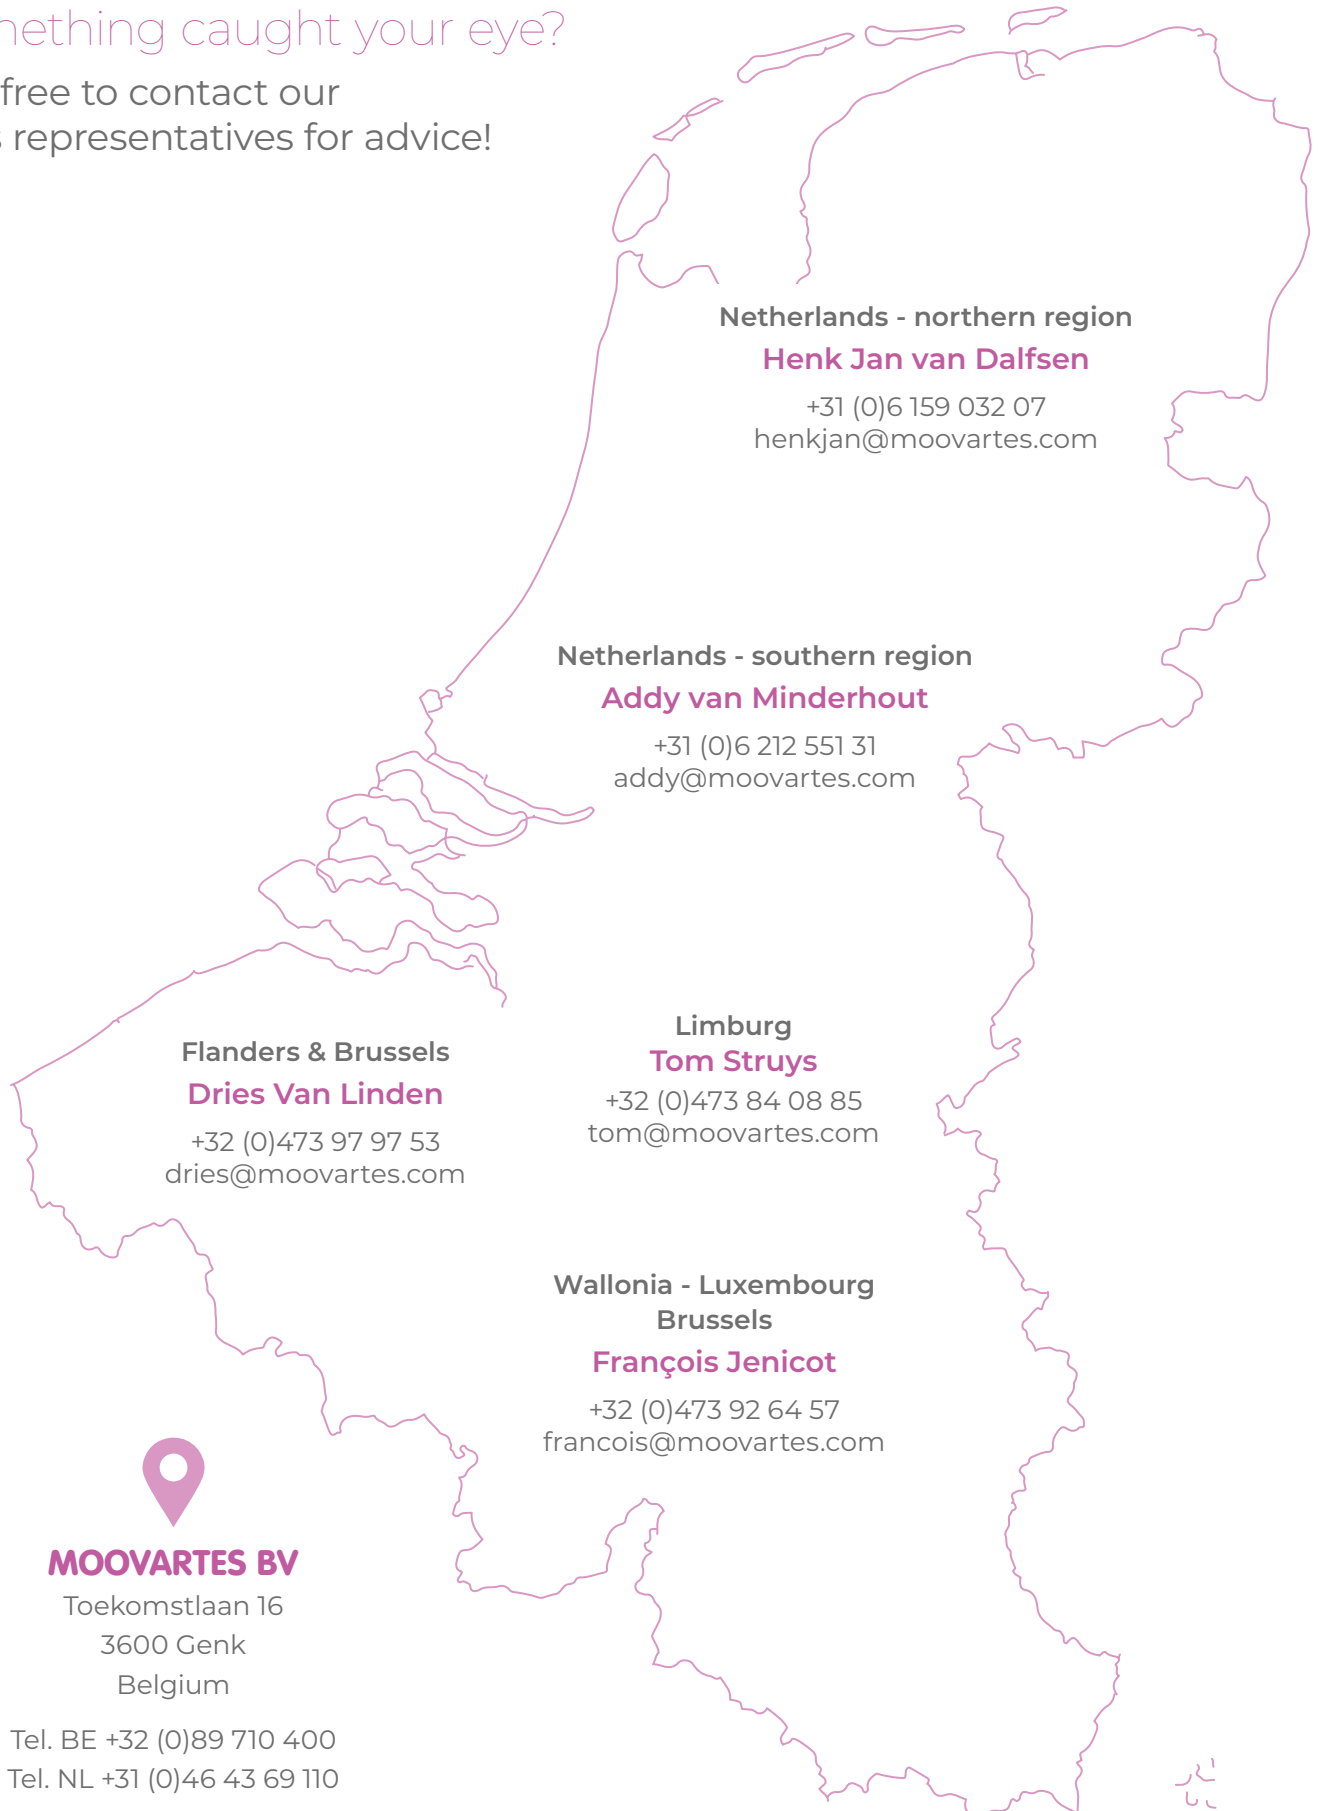 mething caught your eye?
free to contact our
s representatives for advice!
Netherlands - northern region
Henk Jan van Dalfsen
+31 (0)6 159 032 07
henkjan@moovartes.com
Netherlands - southern region
Addy van Minderhout
+31 (0)6 212 551 31
addy@moovartes.com
Limburg
Tom Struys
+32 (0)473 84 08 85
tom@moovartes.com
Flanders & Brussels
Dries Van Linden
+32 (0)473 97 97 53
dries@moovartes.com
Wallonia - Luxembourg
Brussels
François Jenicot
+32 (0)473 92 64 57
francois@moovartes.com
MOOVARTES BV
Toekomstlaan 16
3600 Genk
Belgium
Tel. BE +32 (0)89 710 400
Tel. NL +31 (0)46 43 69 110